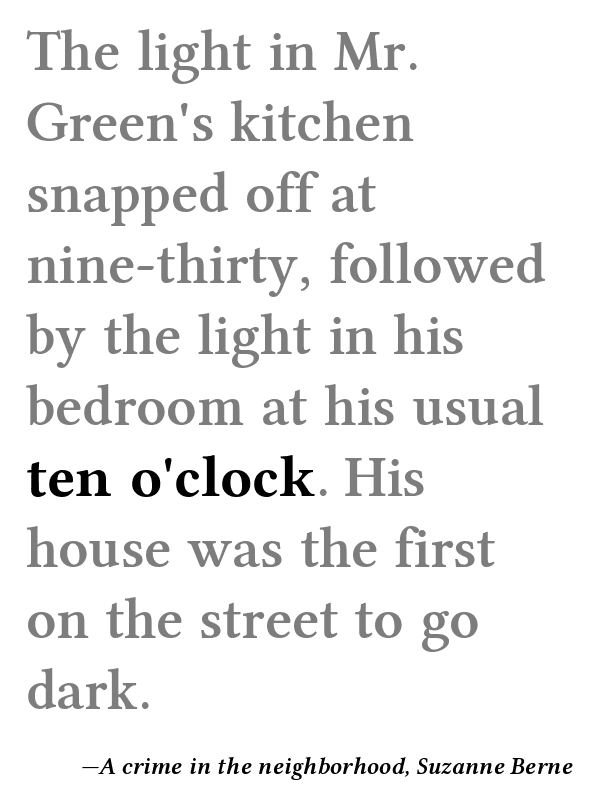 The light in Mr.
Green's kitchen
snapped off at
nine-thirty, followed
by the light in his
bedroom at his usual
ten o'clock. His
house was the first
on the street to go
dark.
—A crime in the neighborhood, Suzanne Berne